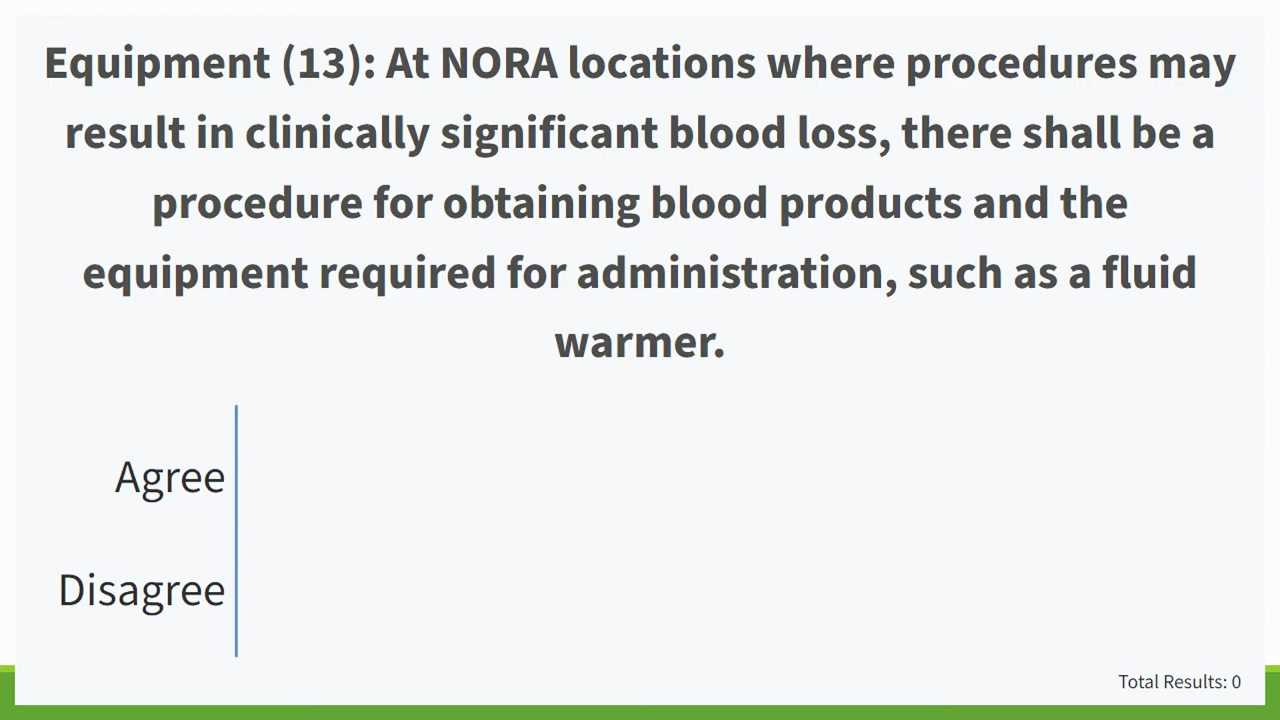 Equipment (13): At NORA locations where procedures may
result in clinically significant blood loss, there shall be a
procedure for obtaining blood products and the
equipment required for administration, such as a fluid
warmer.
Agree
Disagree
Total Results: 0